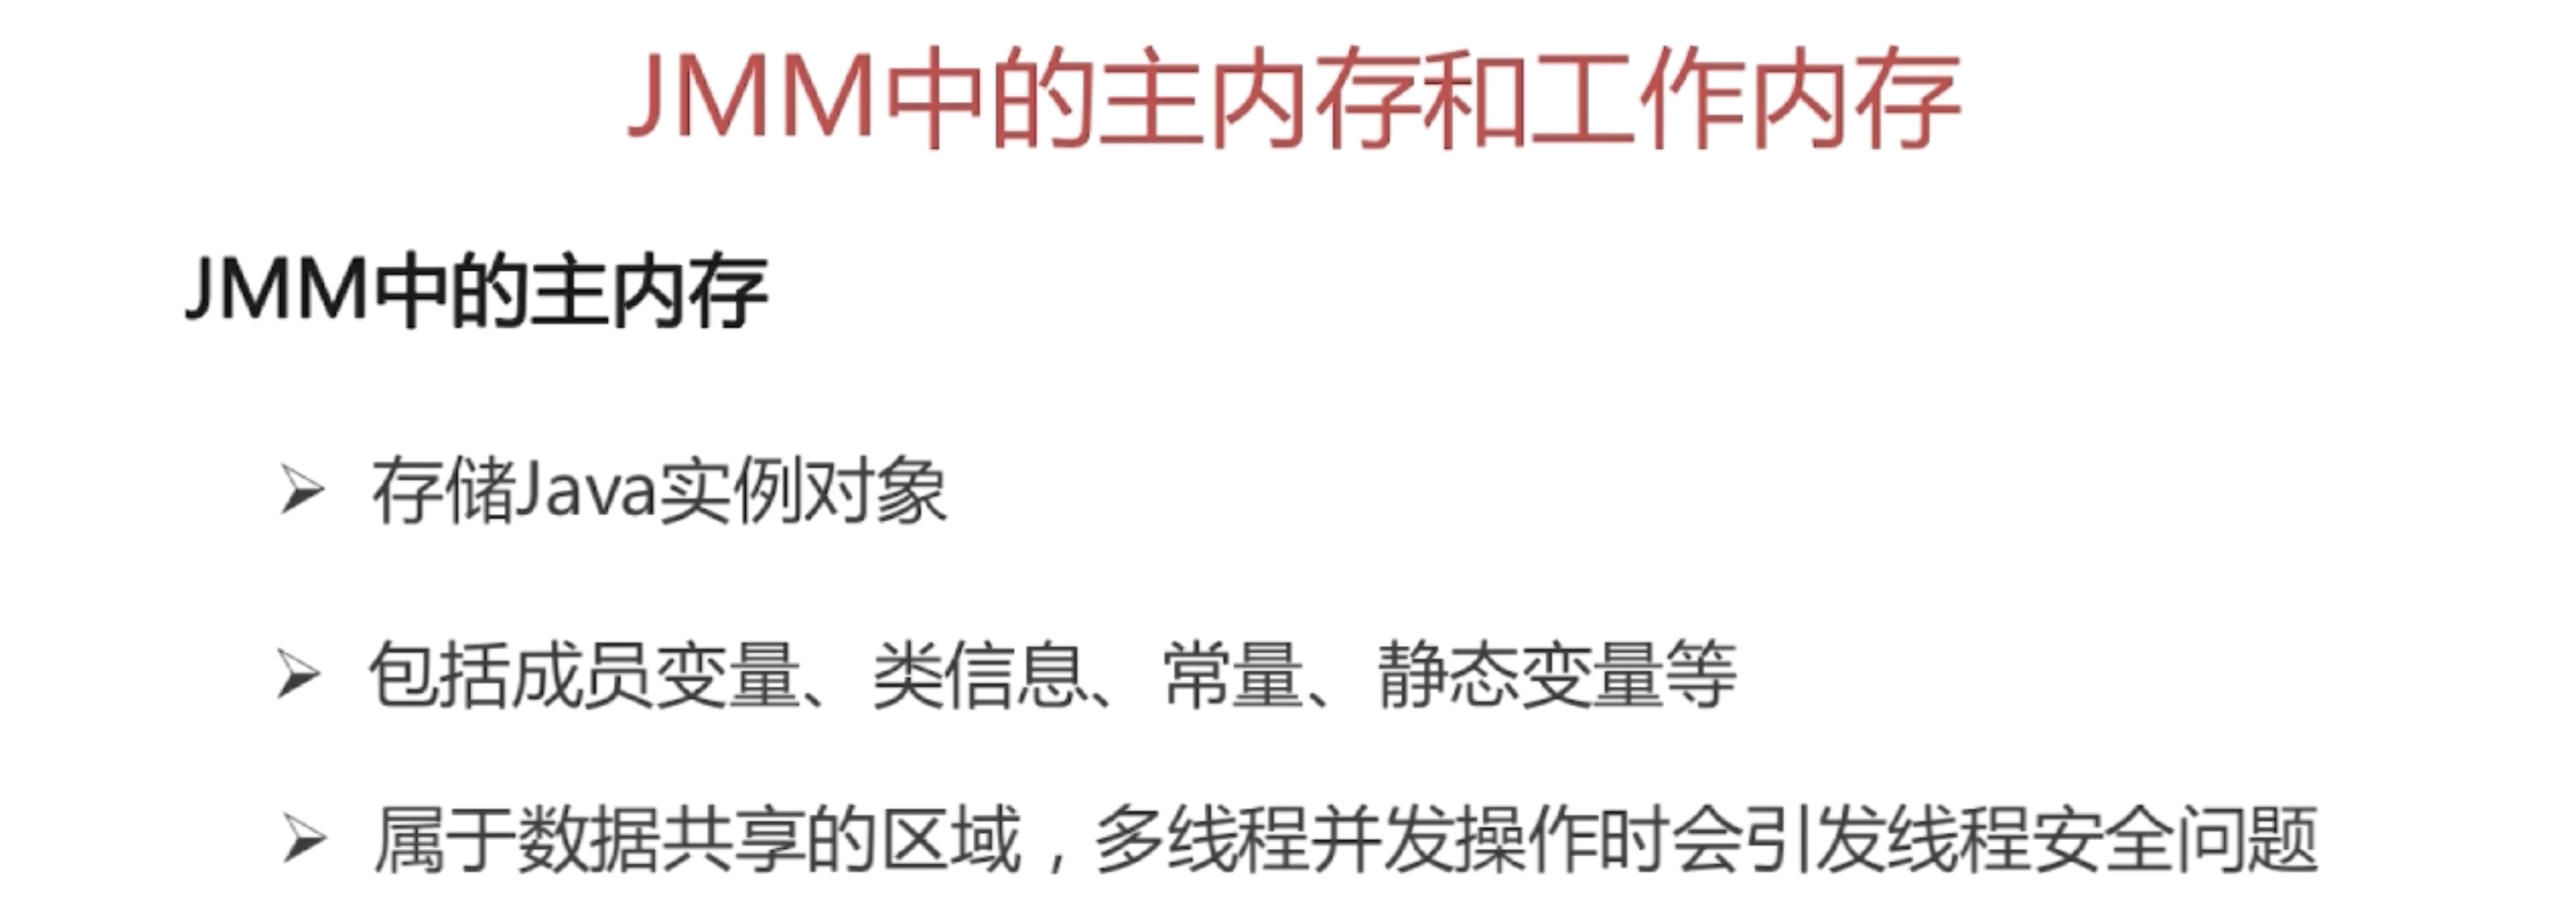 JMM中的主内存和工作内存
JMM中的主内存
➢ 存储Java实例对象
➢ 包括成员变量、类信息、常量、静态变量等
➢ 属于数据共享的区域，多线程并发操作时会引发线程安全问题